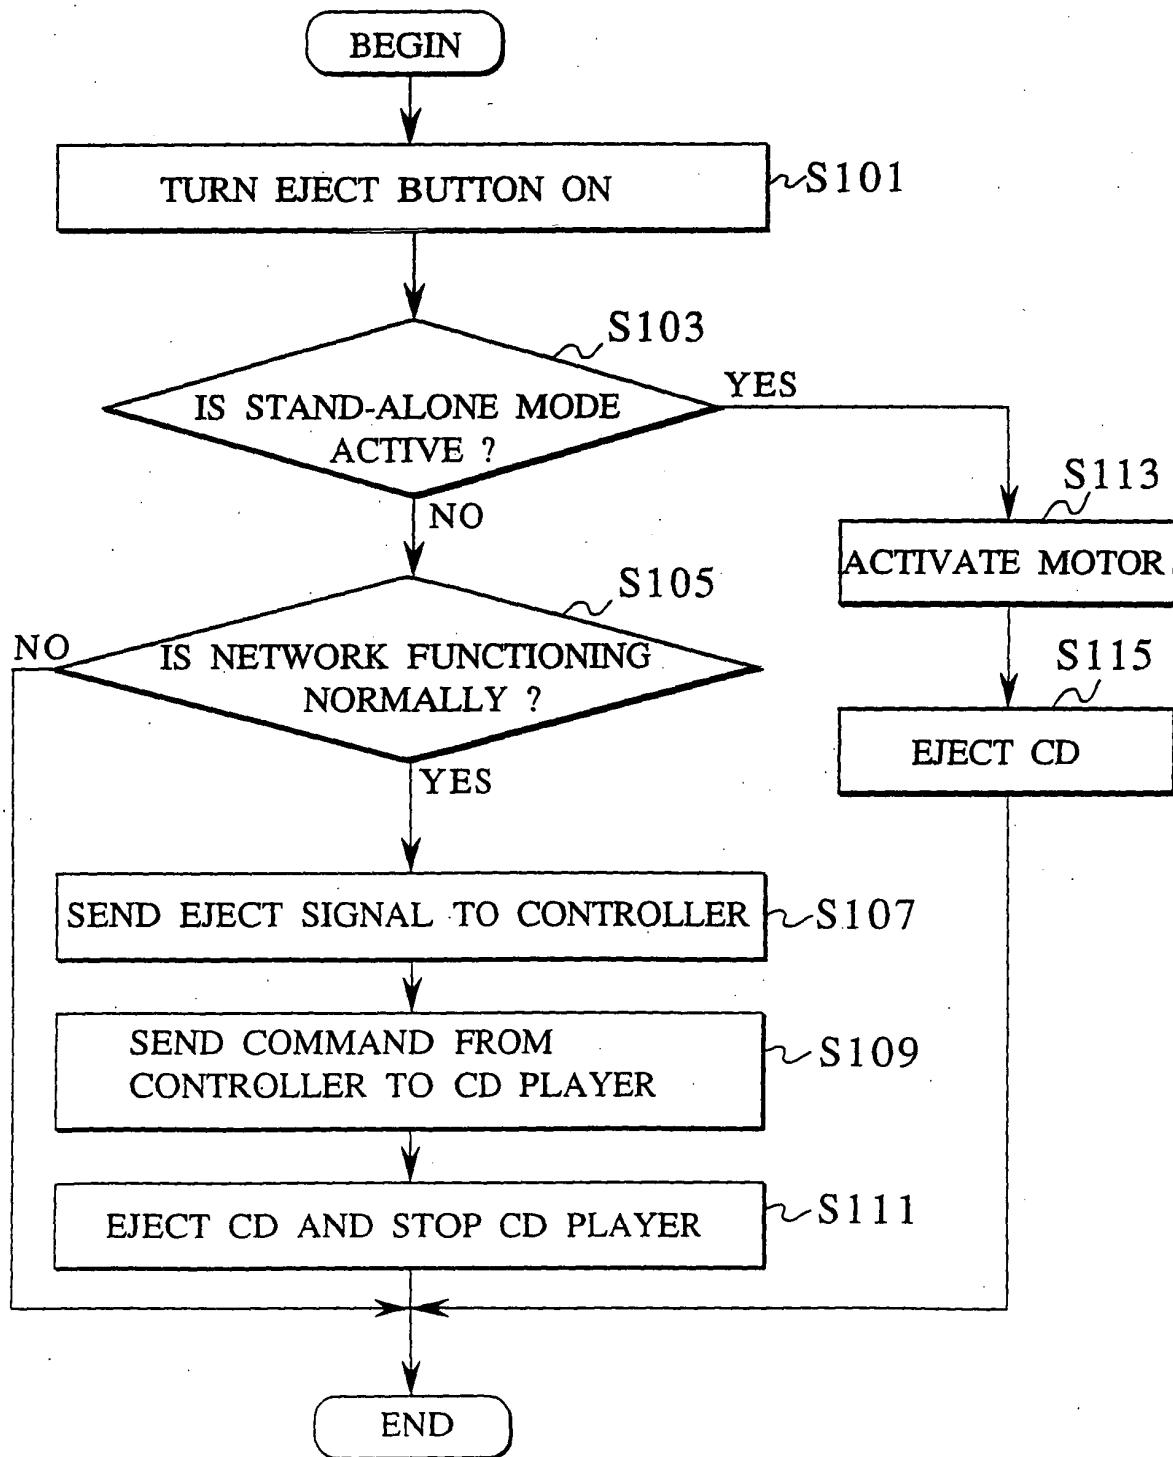 BEGIN
TURN EJECT BUTTON ON
S101
S103
IS STAND-ALONE MODE
ACTIVE ?
YES
NO
S113
ACTIVATE MOTOR
S105
NO
IS NETWORK FUNCTIONING
NORMALLY ?
YES
S115
EJECT CD
SEND EJECT SIGNAL TO CONTROLLER
S107
SEND COMMAND FROM
CONTROLLER TO CD PLAYER
S109
EJECT CD AND STOP CD PLAYER
S111
END